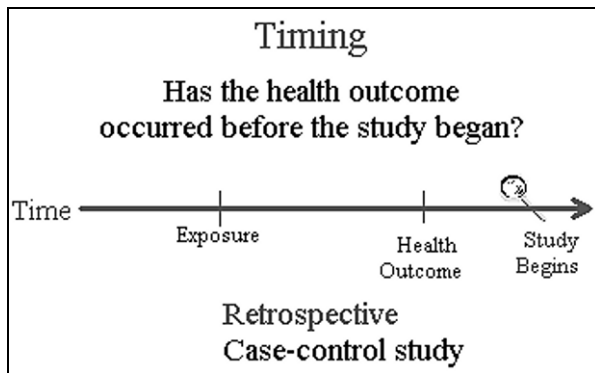 Timing
Has the health outcome
occurred before the study began?
Time
Exposure
Health
Outcome
Study
Begins
Retrospective
Case-control study